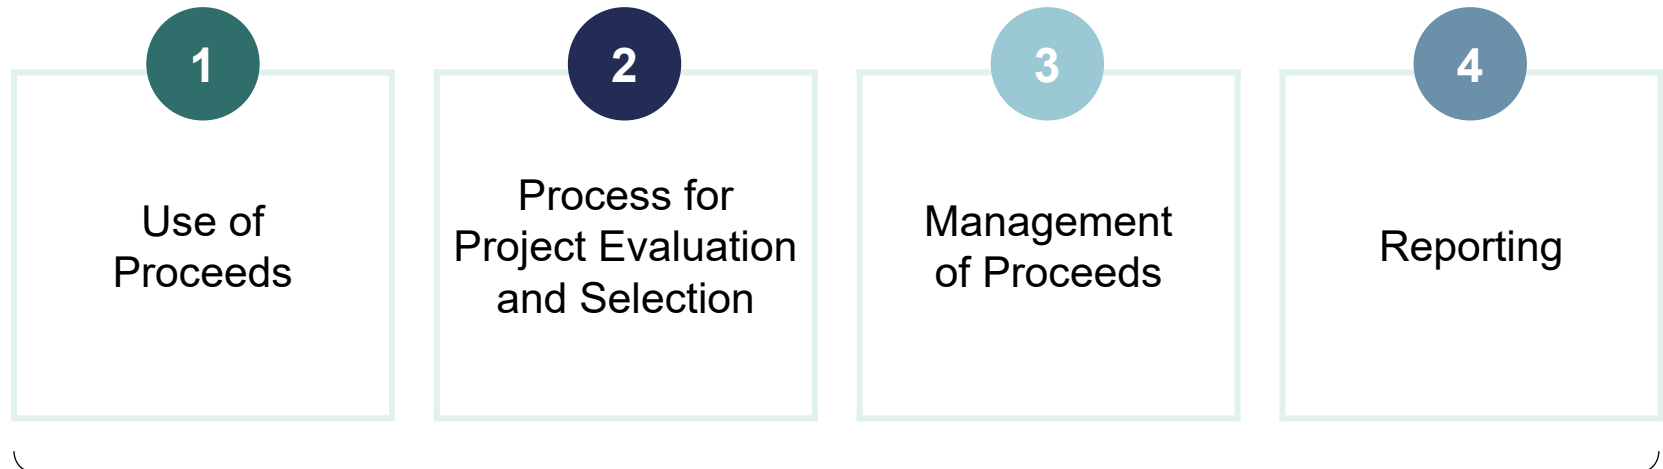 1
Use of
Proceeds
2
Process for
Project Evaluation
and Selection
3
Management
of Proceeds
4
Reporting